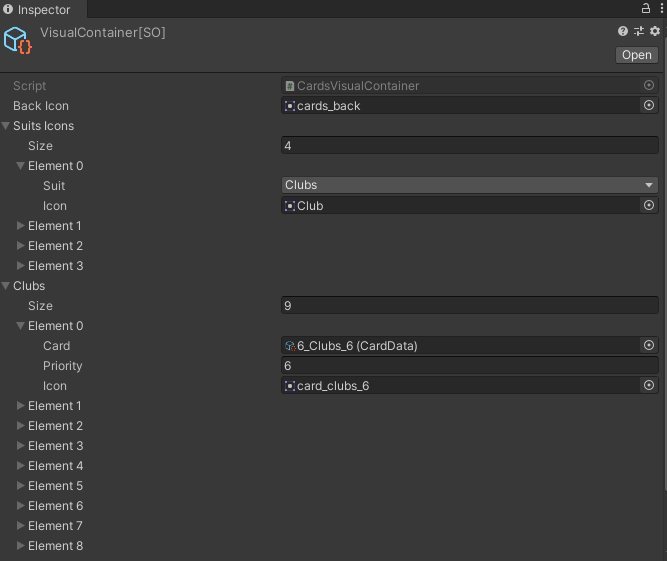 Inspector
VisualContainer[SO]
Open
Script CardsVisualContainer
Back Icon cards_back
Suits Icons
Size 4
Element 0
Suit Clubs
Icon Club
Element 1
Element 2
Element 3
Clubs
Size 9
Element 0
Card 6_Clubs_6 (CardData)
Priority 6
Icon card_clubs_6
Element 1
Element 2
Element 3
Element 4
Element 5
Element 6
Element 7
Element 8